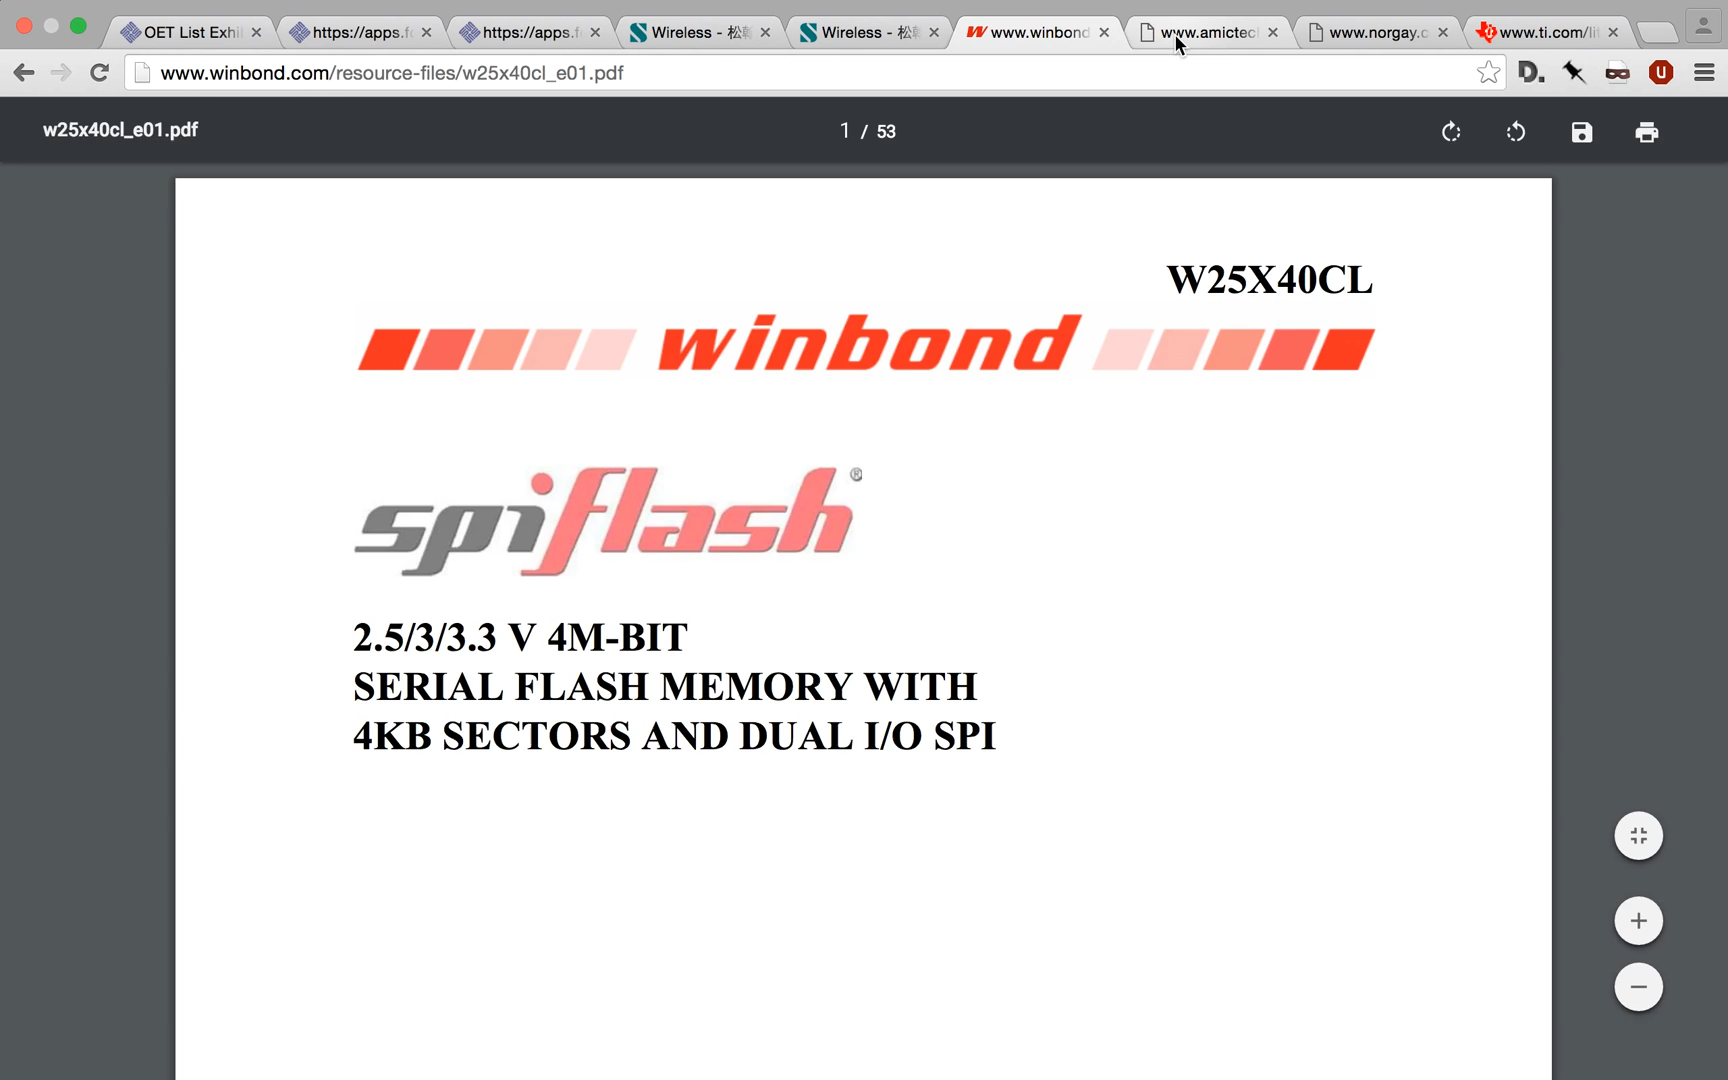 OET List Exhi
https://apps.f
https://apps.f
Wireless - 松
Wireless - 松
www.winbond
www.amictec
www.norgay.c
www.ti.com/lit
www.winbond.com/resource-files/w25x40cl_e01.pdf
D.
w25x40cl_e01.pdf
1 / 53
W25X40CL
winbond
spiflash®
2.5/3/3.3 V 4M-BIT
SERIAL FLASH MEMORY WITH
4KB SECTORS AND DUAL I/O SPI